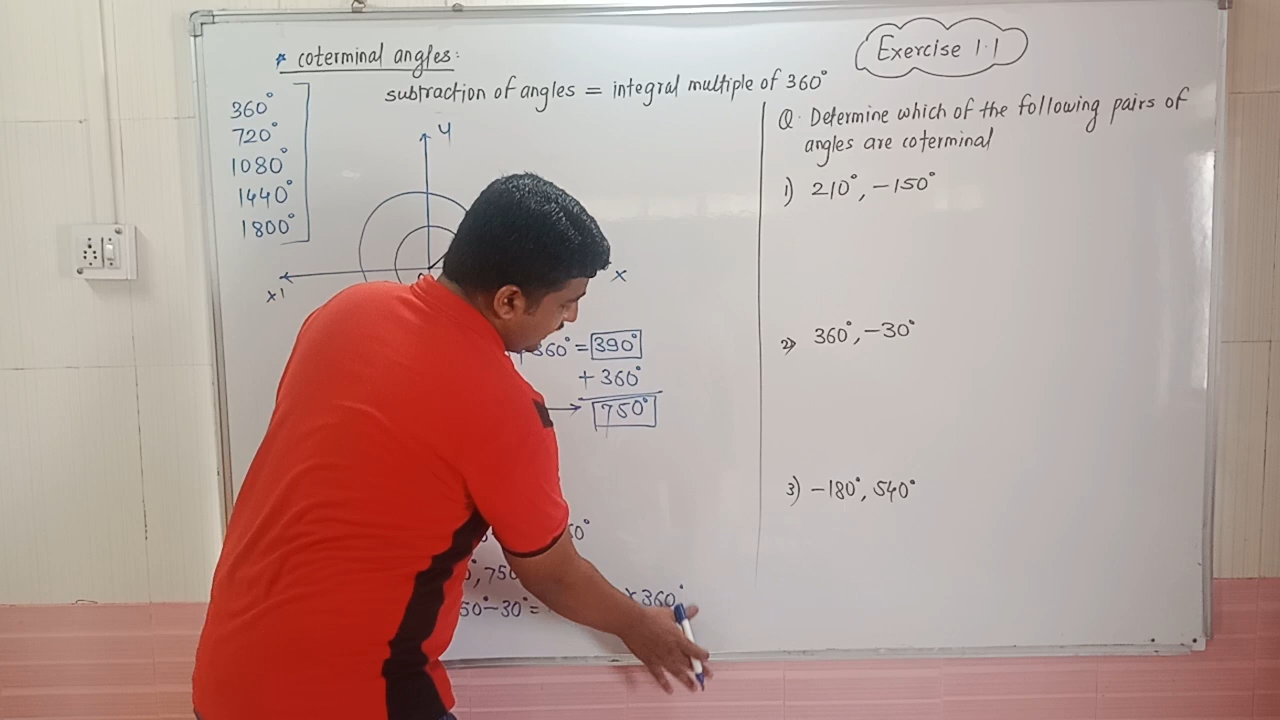 * coterminal angles:
subtraction of angles = integral multiple of 360°
360°
720°
1080°
1440°
1800°
Y
X
X1
+360° = 390°
+ 360°
→ 750°
50°
°, 750
50° - 30° =
× 360°
Exercise 1.1
Q. Determine which of the following pairs of
angles are coterminal
1) 210°, -150°
2) 360°, -30°
3) -180°, 540°